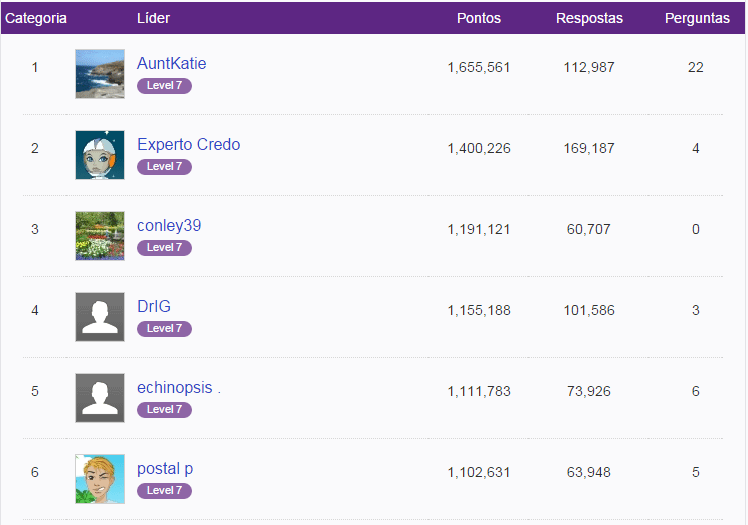 Categoria Líder Pontos Respostas Perguntas
1 AuntKatie 1,655,561 112,987 22
Level 7
2 Experto Credo 1,400,226 169,187 4
Level 7
3 conley39 1,191,121 60,707 0
Level 7
4 DrIG 1,155,188 101,586 3
Level 7
5 echinopsis . 1,111,783 73,926 6
Level 7
6 postal p 1,102,631 63,948 5
Level 7